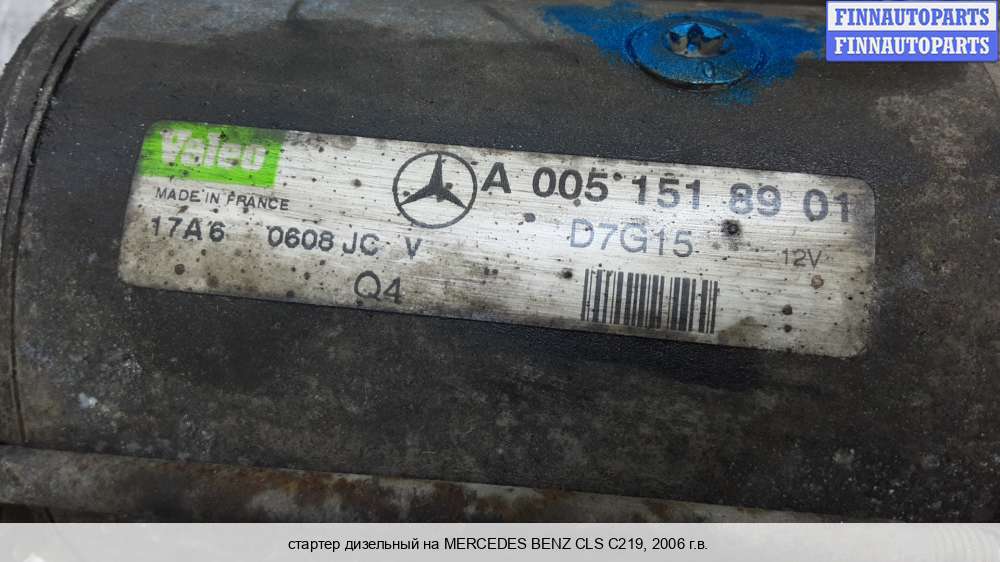 FINNAUTOPARTS
FINNAUTOPARTS
Valeo
A 005 151 89 01
MADE IN FRANCE
17A6 0608 JC V
D7G15
12V
Q4
стартер дизельный на MERCEDES BENZ CLS C219, 2006 г.в.